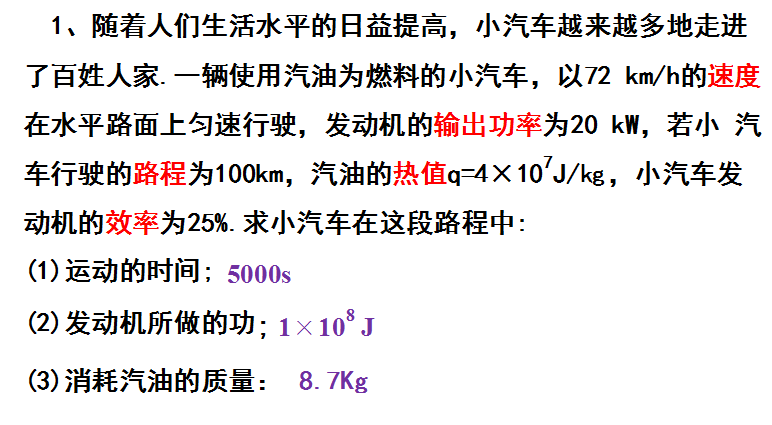 1、随着人们生活水平的日益提高，小汽车越来越多地走进
了百姓人家.一辆使用汽油为燃料的小汽车，以72 km/h的速度
在水平路面上匀速行驶，发动机的输出功率为20 kW，若小 汽
车行驶的路程为100km，汽油的热值q=4×10⁷J/kg，小汽车发
动机的效率为25%.求小汽车在这段路程中:
(1)运动的时间; 5000s
(2)发动机所做的功; 1×10⁸ J
(3)消耗汽油的质量: 8.7Kg